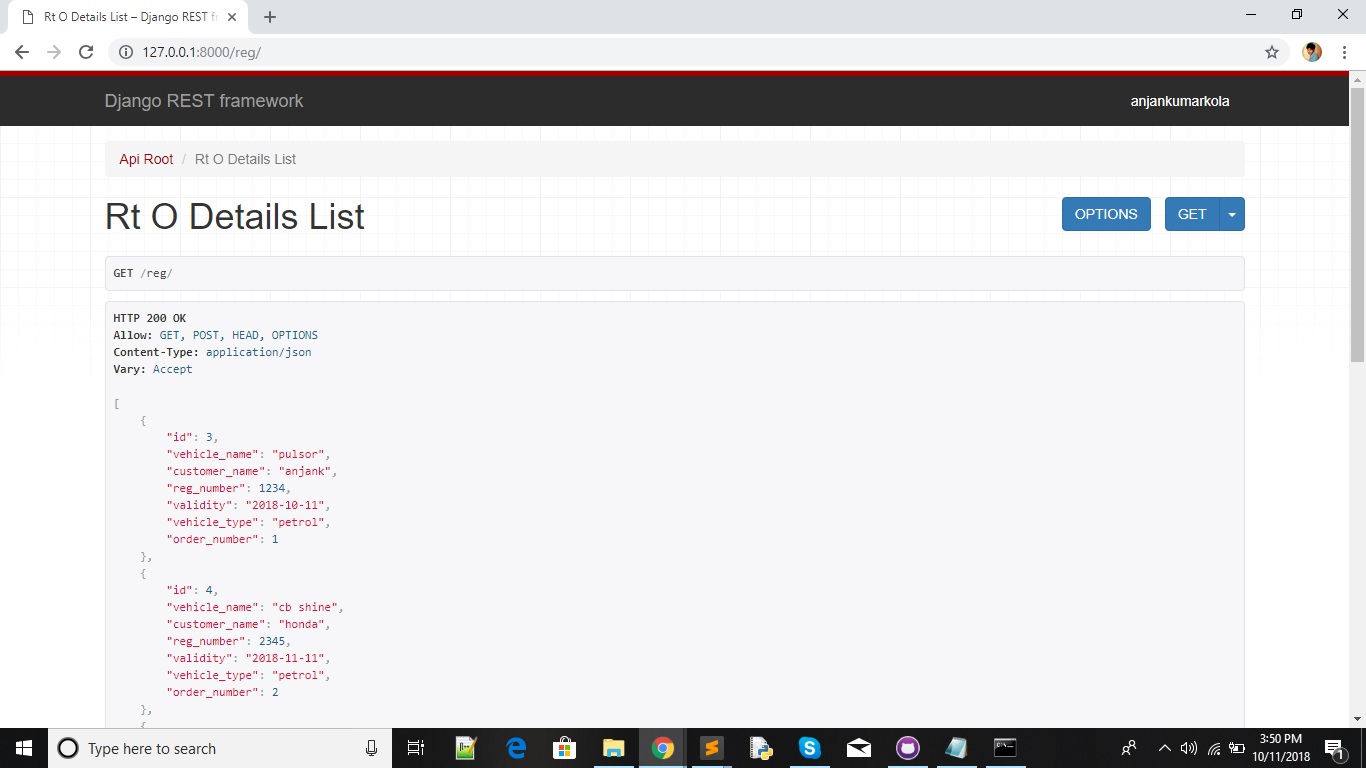 Rt O Details List – Django REST fr
127.0.0.1:8000/reg/
Django REST framework
anjankumarkola
Api Root / Rt O Details List
Rt O Details List
OPTIONS
GET
GET /reg/
HTTP 200 OK
Allow: GET, POST, HEAD, OPTIONS
Content-Type: application/json
Vary: Accept
[
{
"id": 3,
"vehicle_name": "pulsor",
"customer_name": "anjank",
"reg_number": 1234,
"validity": "2018-10-11",
"vehicle_type": "petrol",
"order_number": 1
},
{
"id": 4,
"vehicle_name": "cb shine",
"customer_name": "honda",
"reg_number": 2345,
"validity": "2018-11-11",
"vehicle_type": "petrol",
"order_number": 2
},
{
Type here to search
3:50 PM
10/11/2018
1